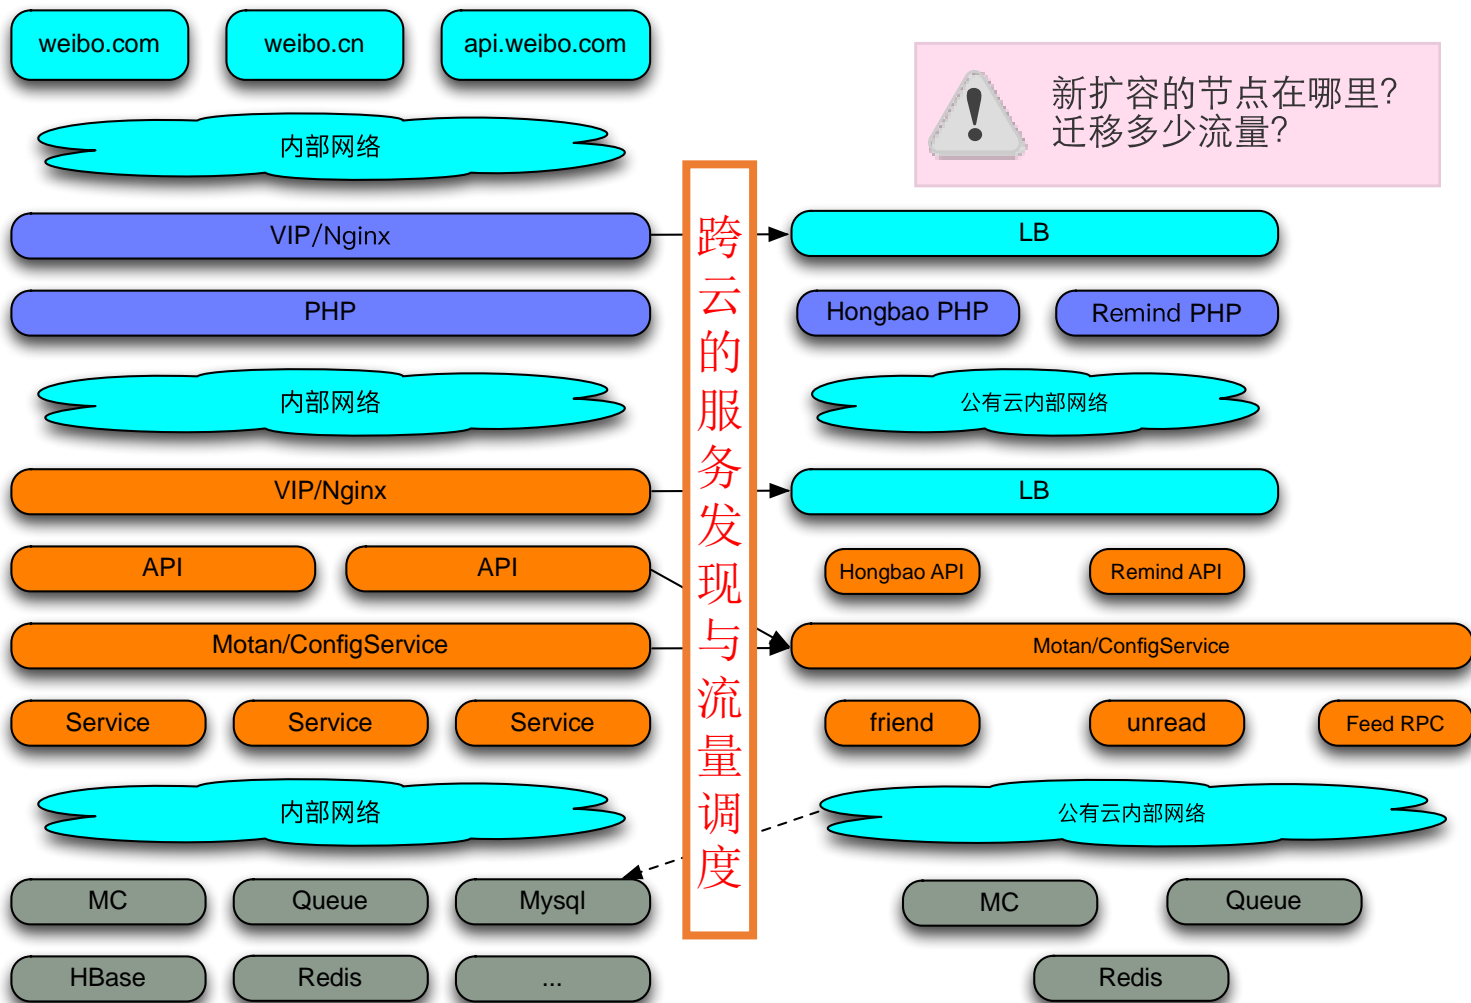 weibo.com
weibo.cn
api.weibo.com
新扩容的节点在哪里?
迁移多少流量?
内部网络
跨云的服务发现与流量调度
VIP/Nginx
LB
PHP
Hongbao PHP
Remind PHP
内部网络
公有云内部网络
VIP/Nginx
LB
API
API
Hongbao API
Remind API
Motan/ConfigService
Motan/ConfigService
Service
Service
Service
friend
unread
Feed RPC
内部网络
公有云内部网络
MC
Queue
Mysql
MC
Queue
HBase
Redis
...
Redis